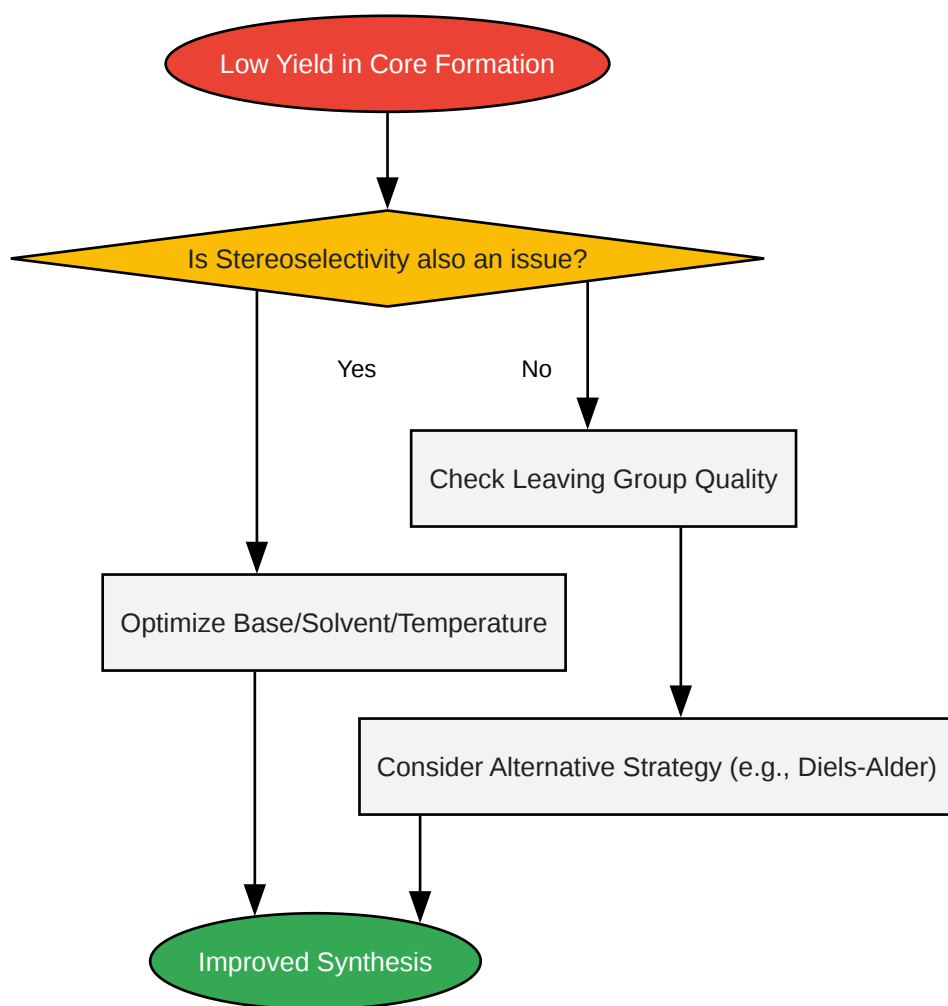 Low Yield in Core Formation
Is Stereoselectivity also an issue?
Yes
No
Check Leaving Group Quality
Optimize Base/Solvent/Temperature
Consider Alternative Strategy (e.g., Diels-Alder)
Improved Synthesis